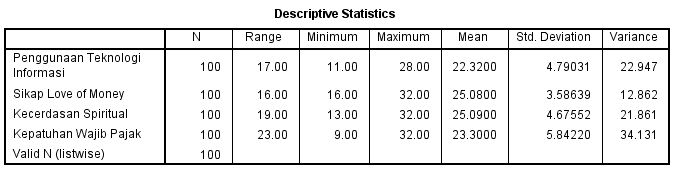 Descriptive Statistics
N Range Minimum Maximum Mean Std. Deviation Variance
Penggunaan Teknologi
Informasi 100 17.00 11.00 28.00 22.3200 4.79031 22.947
Sikap Love of Money 100 16.00 16.00 32.00 25.0800 3.58639 12.862
Kecerdasan Spiritual 100 19.00 13.00 32.00 25.0900 4.67552 21.861
Kepatuhan Wajib Pajak 100 23.00 9.00 32.00 23.3000 5.84220 34.131
Valid N (listwise) 100